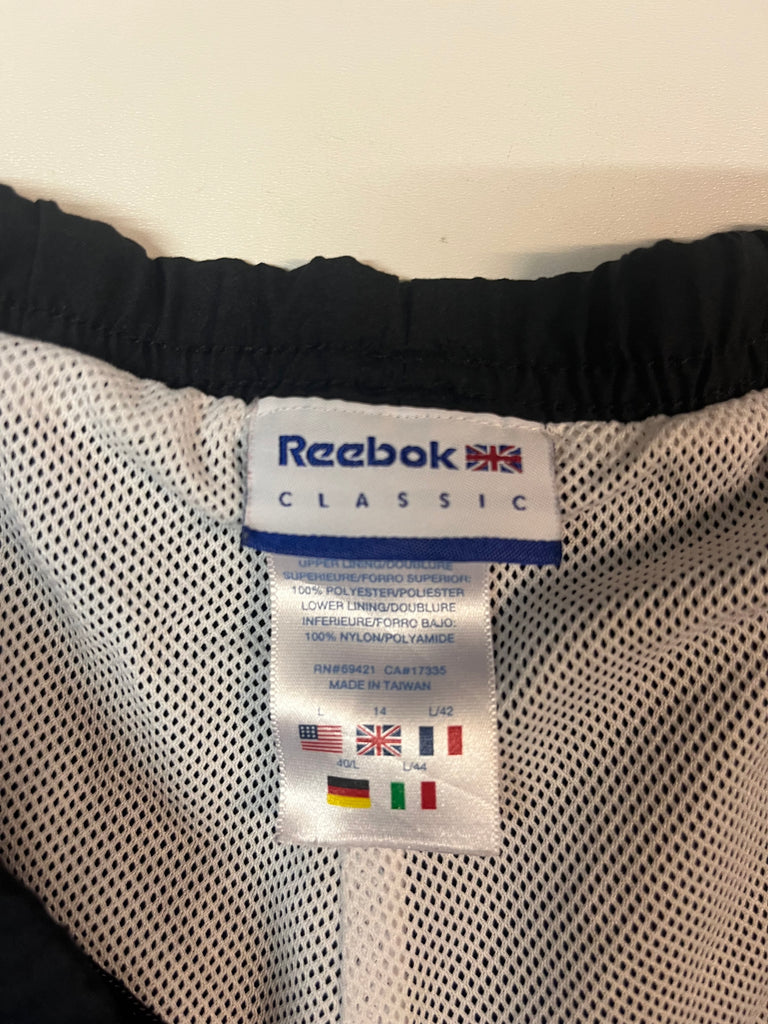 Reebok
CLASSIC
UPPER LINING/DOUBLURE
SUPERIEURE/FORRO SUPERIOR:
100% POLYESTER/POLIESTER
LOWER LINING/DOUBLURE
INFERIEURE/FORRO BAJO:
100% NYLON/POLYAMIDE
RN#69421 CA#17335
MADE IN TAIWAN
L 14 L/42
40/L L/44